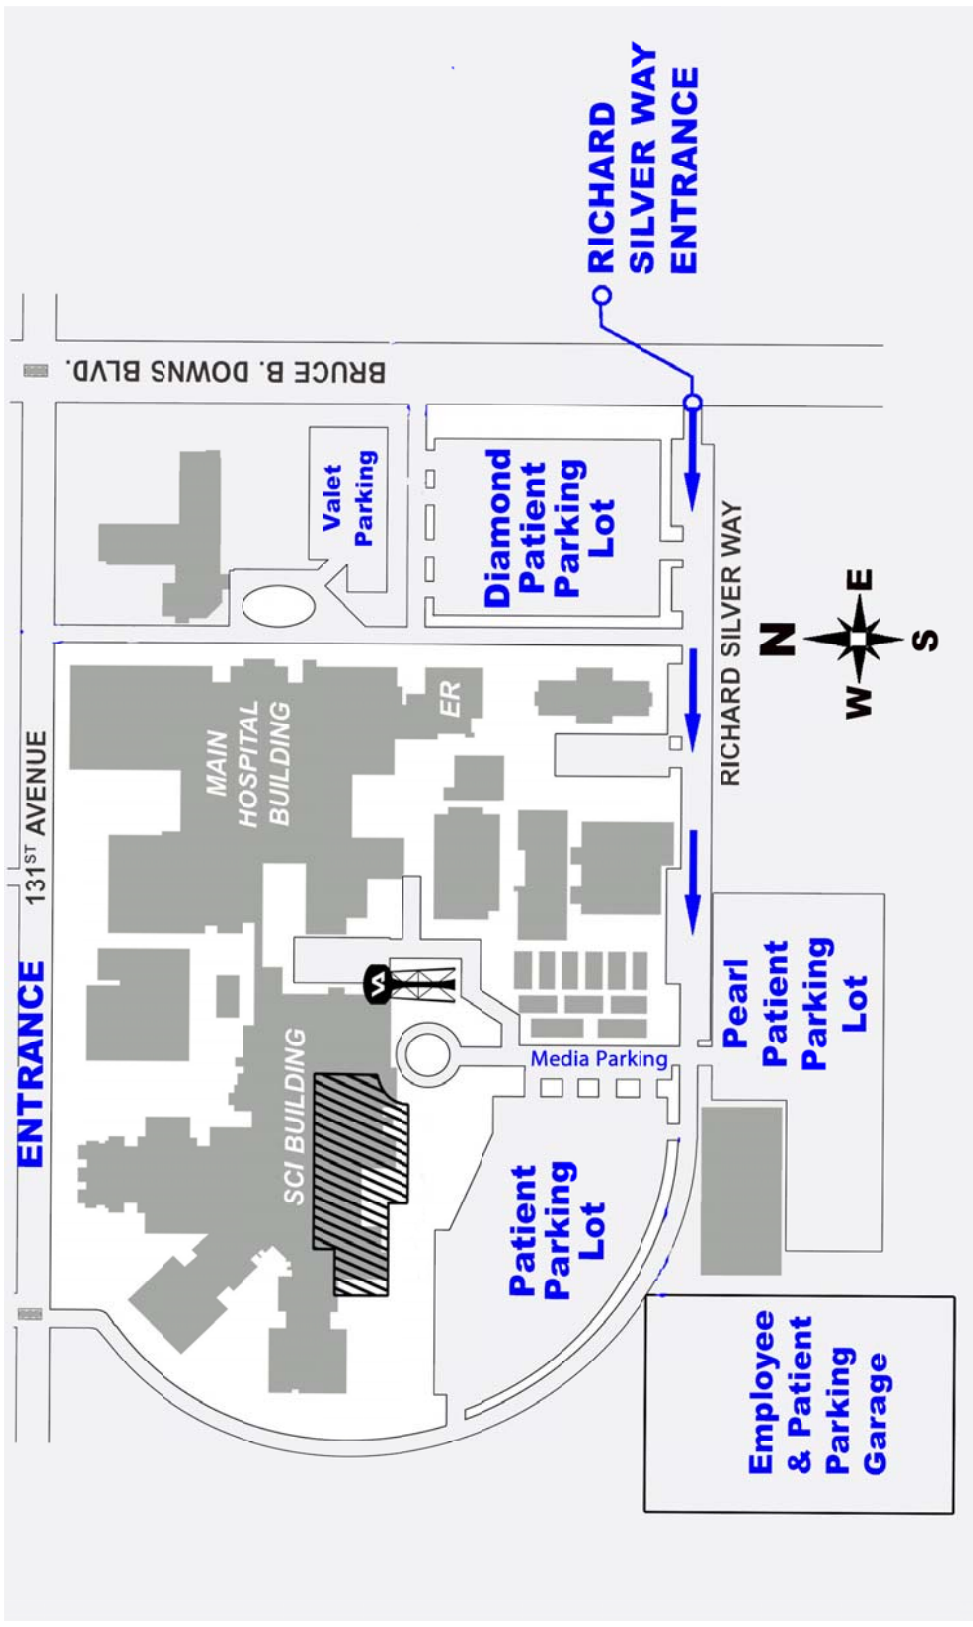 RICHARD
SILVER WAY
ENTRANCE
BRUCE B. DOWNS BLVD.
Valet
Parking
Diamond
Patient
Parking
Lot
RICHARD SILVER WAY
N
E
S
W
131ST AVENUE
MAIN
HOSPITAL
BUILDING
ER
ENTRANCE
VA
SCI BUILDING
Media Parking
Pearl
Patient
Parking
Lot
Patient
Parking
Lot
Employee
& Patient
Parking
Garage